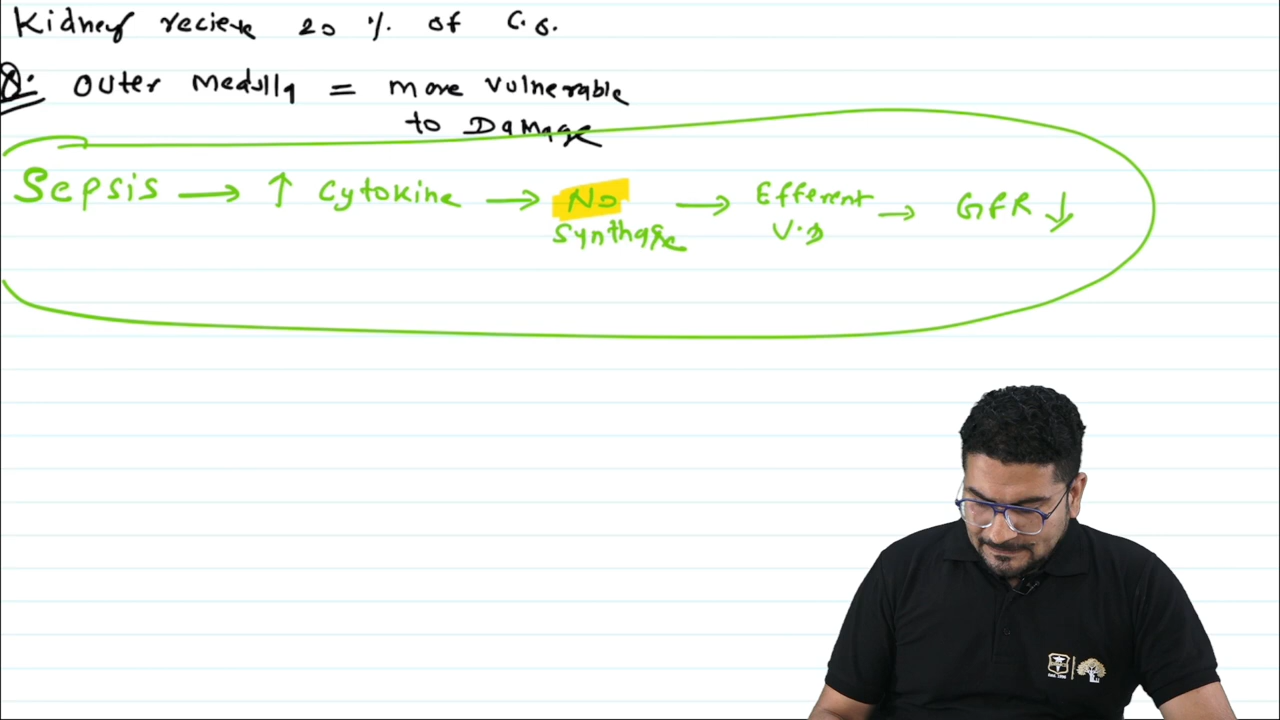 Kidney recieve 20 % of C.O.
Q. Outer Medulla = more vulnerable
to Damage
Sepsis → ↑ Cytokine → NO → Efferent → GFR ↓
Synthase V.D